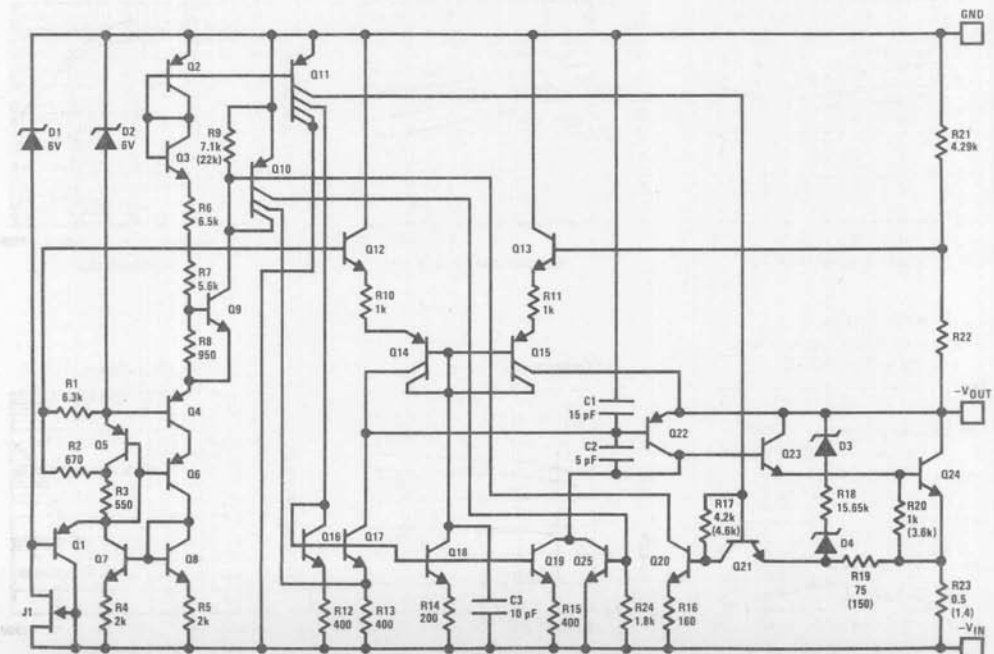 GND
Q2
Q11
D1
6V
D2
6V
Q3
R9
7.1k
(22k)
Q10
R21
4.29k
R6
6.5k
Q12
Q13
R7
5.6k
Q9
R10
1k
R11
1k
R8
950
Q14
Q15
R22
R1
6.3k
Q4
C1
15 pF
-VOUT
Q5
R2
670
Q6
C2
5 pF
Q22
Q23
D3
Q24
R3
550
R17
4.2k
(4.6k)
R18
15.65k
R20
1k
(3.6k)
Q1
Q7
Q8
Q16
Q17
Q18
Q19
Q25
Q20
Q21
D4
R19
75
(150)
J1
R4
2k
R5
2k
R12
400
R13
400
R14
200
C3
10 pF
R15
400
R24
1.8k
R16
160
R23
0.5
(1.4)
-VIN